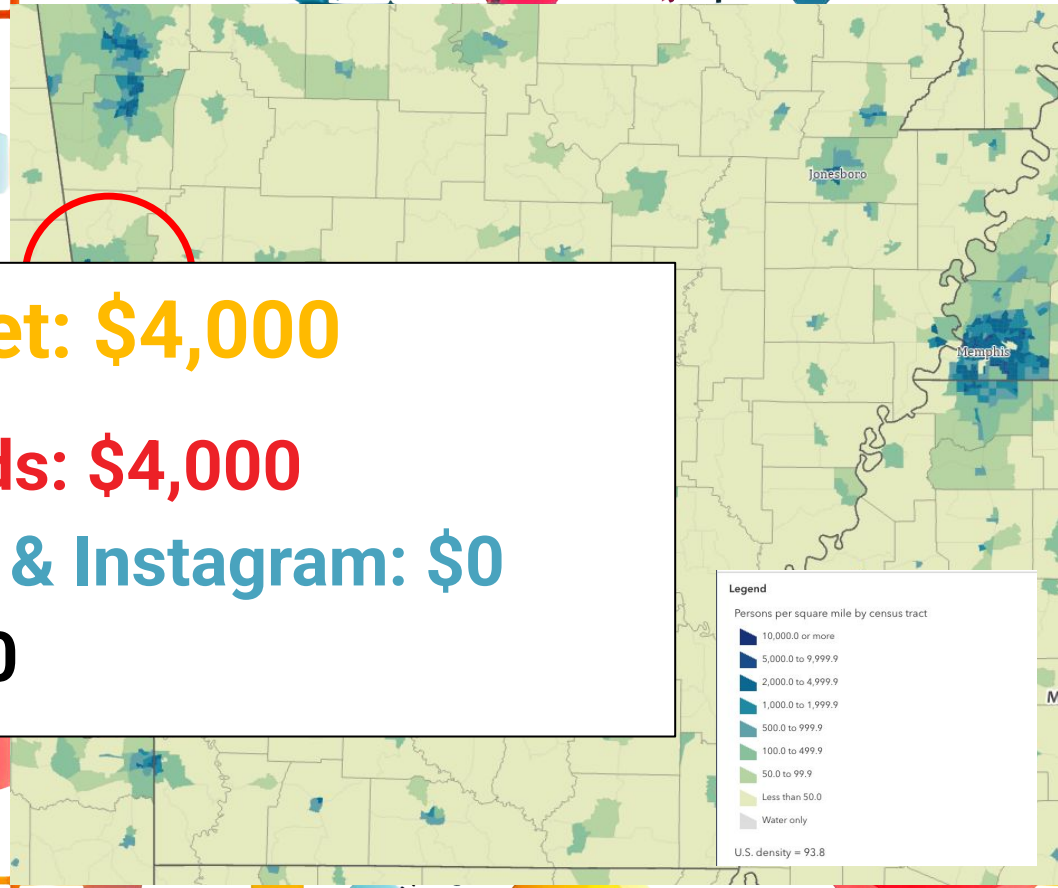 Jonesboro
et: $4,000
Memphis
ds: $4,000
& Instagram: $0
0
Legend
Persons per square mile by census tract
10,000.0 or more
5,000.0 to 9,999.9
2,000.0 to 4,999.9
1,000.0 to 1,999.9
500.0 to 999.9
100.0 to 499.9
50.0 to 99.9
Less than 50.0
Water only
U.S. density = 93.8
M